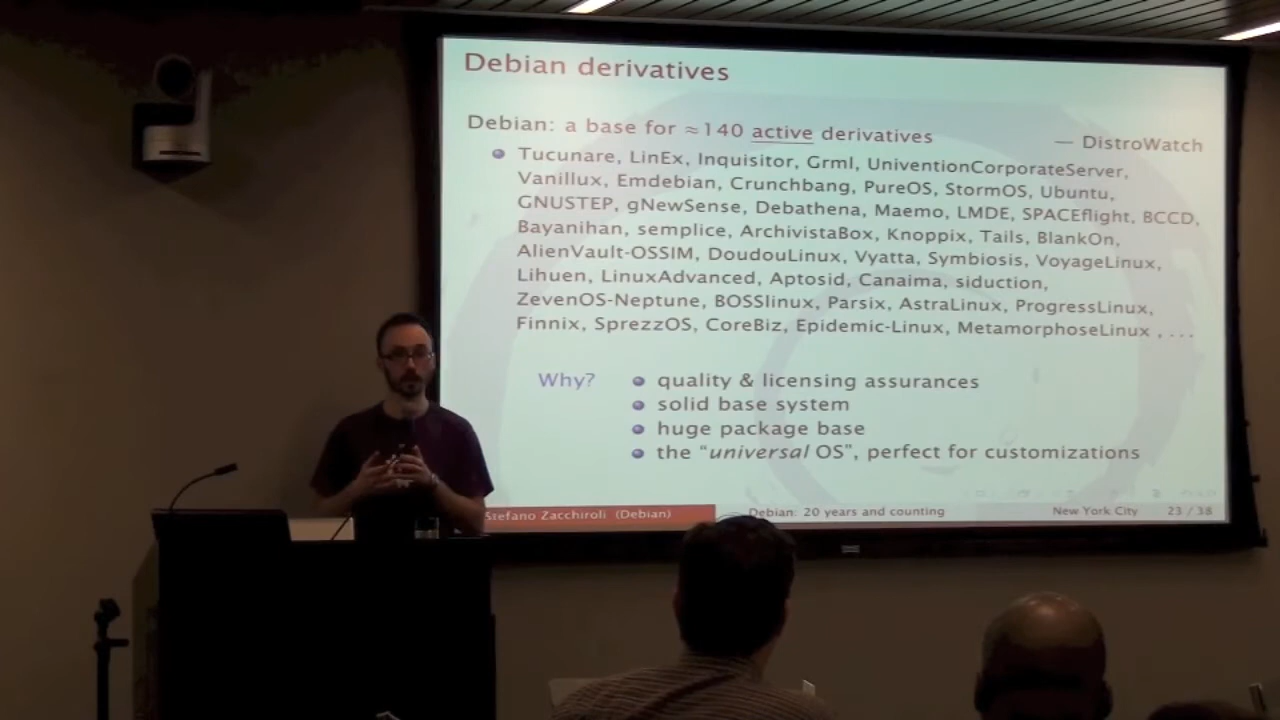 Debian derivatives
Debian: a base for ≈140 active derivatives
— DistroWatch
Tucunare, LinEx, Inquisitor, Grml, UniventionCorporateServer,
Vanillux, Emdebian, Crunchbang, PureOS, StormOS, Ubuntu,
GNUSTEP, gNewSense, Debathena, Maemo, LMDE, SPACEflight, BCCD,
Bayanihan, semplice, ArchivistaBox, Knoppix, Tails, BlankOn,
AlienVault-OSSIM, DoudouLinux, Vyatta, Symbiosis, VoyageLinux,
Lihuen, LinuxAdvanced, Aptosid, Canaima, siduction,
ZevenOS-Neptune, BOSSlinux, Parsix, AstraLinux, ProgressLinux,
Finnix, SprezzOS, CoreBiz, Epidemic-Linux, MetamorphoseLinux , ....
Why?
quality & licensing assurances
solid base system
huge package base
the "universal OS", perfect for customizations
Stefano Zacchiroli (Debian)
Debian: 20 years and counting
New York City
23 / 38